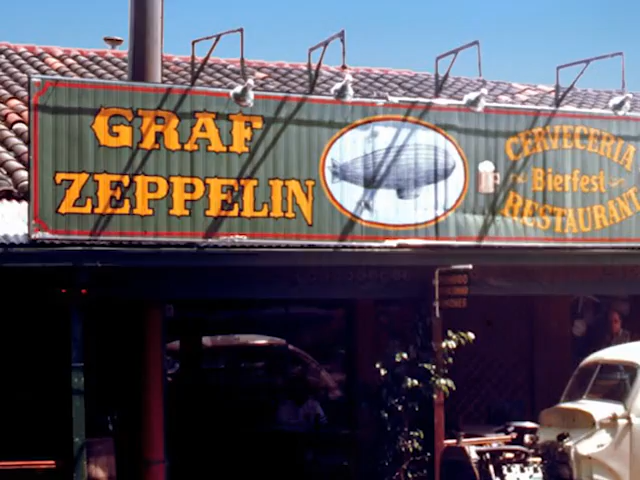 GRAF
ZEPPELIN
CERVECERIA
Bierfest
RESTAURANT